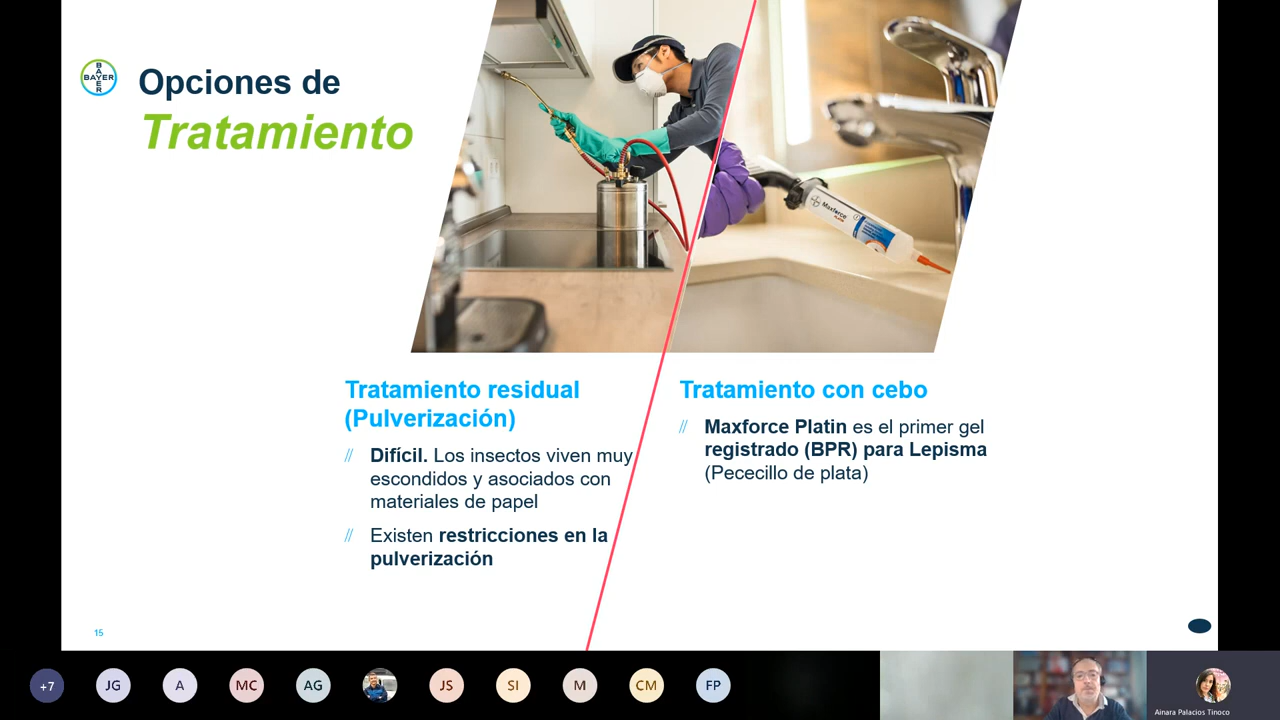 BAYER
BAYER
Opciones de
Tratamiento
Maxforce
Tratamiento residual
(Pulverización)
// Difícil. Los insectos viven muy
escondidos y asociados con
materiales de papel
// Existen restricciones en la
pulverización
Tratamiento con cebo
// Maxforce Platin es el primer gel
registrado (BPR) para Lepisma
(Pececillo de plata)
15
+7
JG
A
MC
AG
JS
SI
M
CM
FP
Ainara Palacios Tinoco